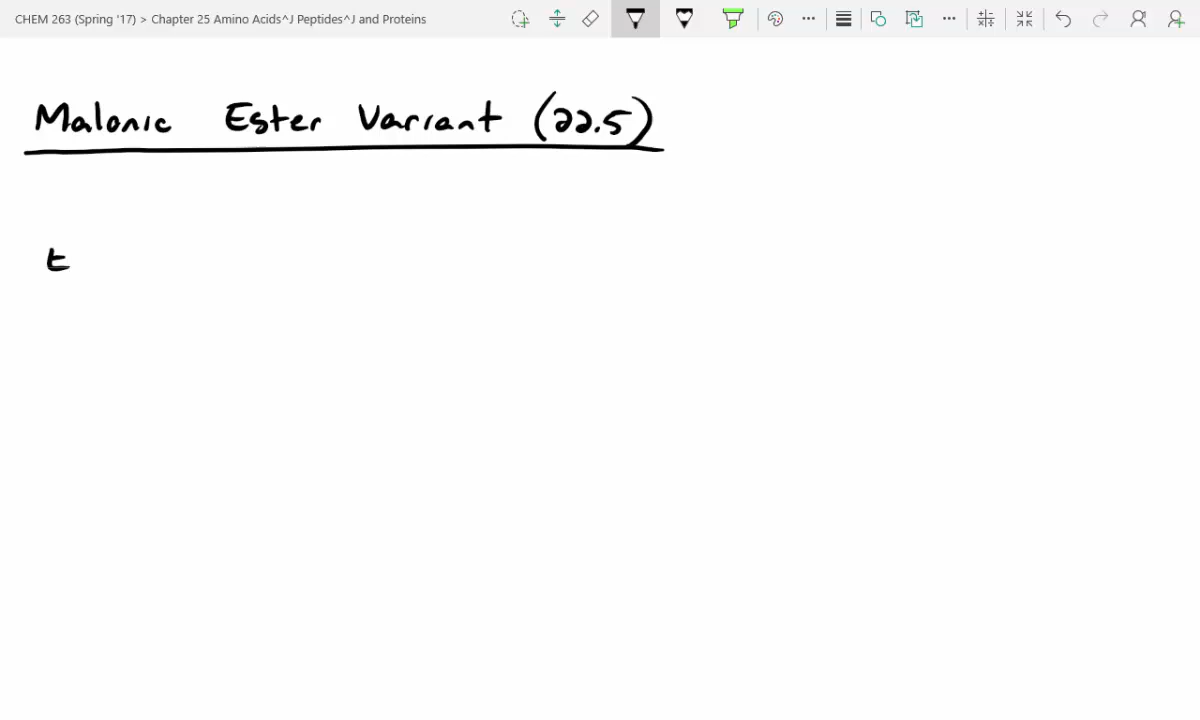 CHEM 263 (Spring '17) > Chapter 25 Amino Acids^J Peptides^J and Proteins
Malonic Ester Variant (22.5)
E